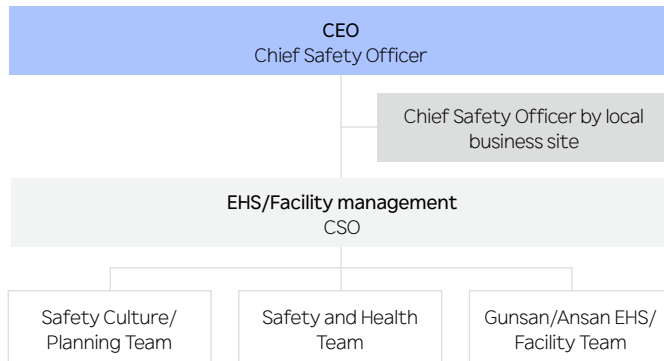 CEO
Chief Safety Officer
Chief Safety Officer by local
business site
EHS/Facility management
CSO
Safety Culture/
Planning Team
Safety and Health
Team
Gunsan/Ansan EHS/
Facility Team